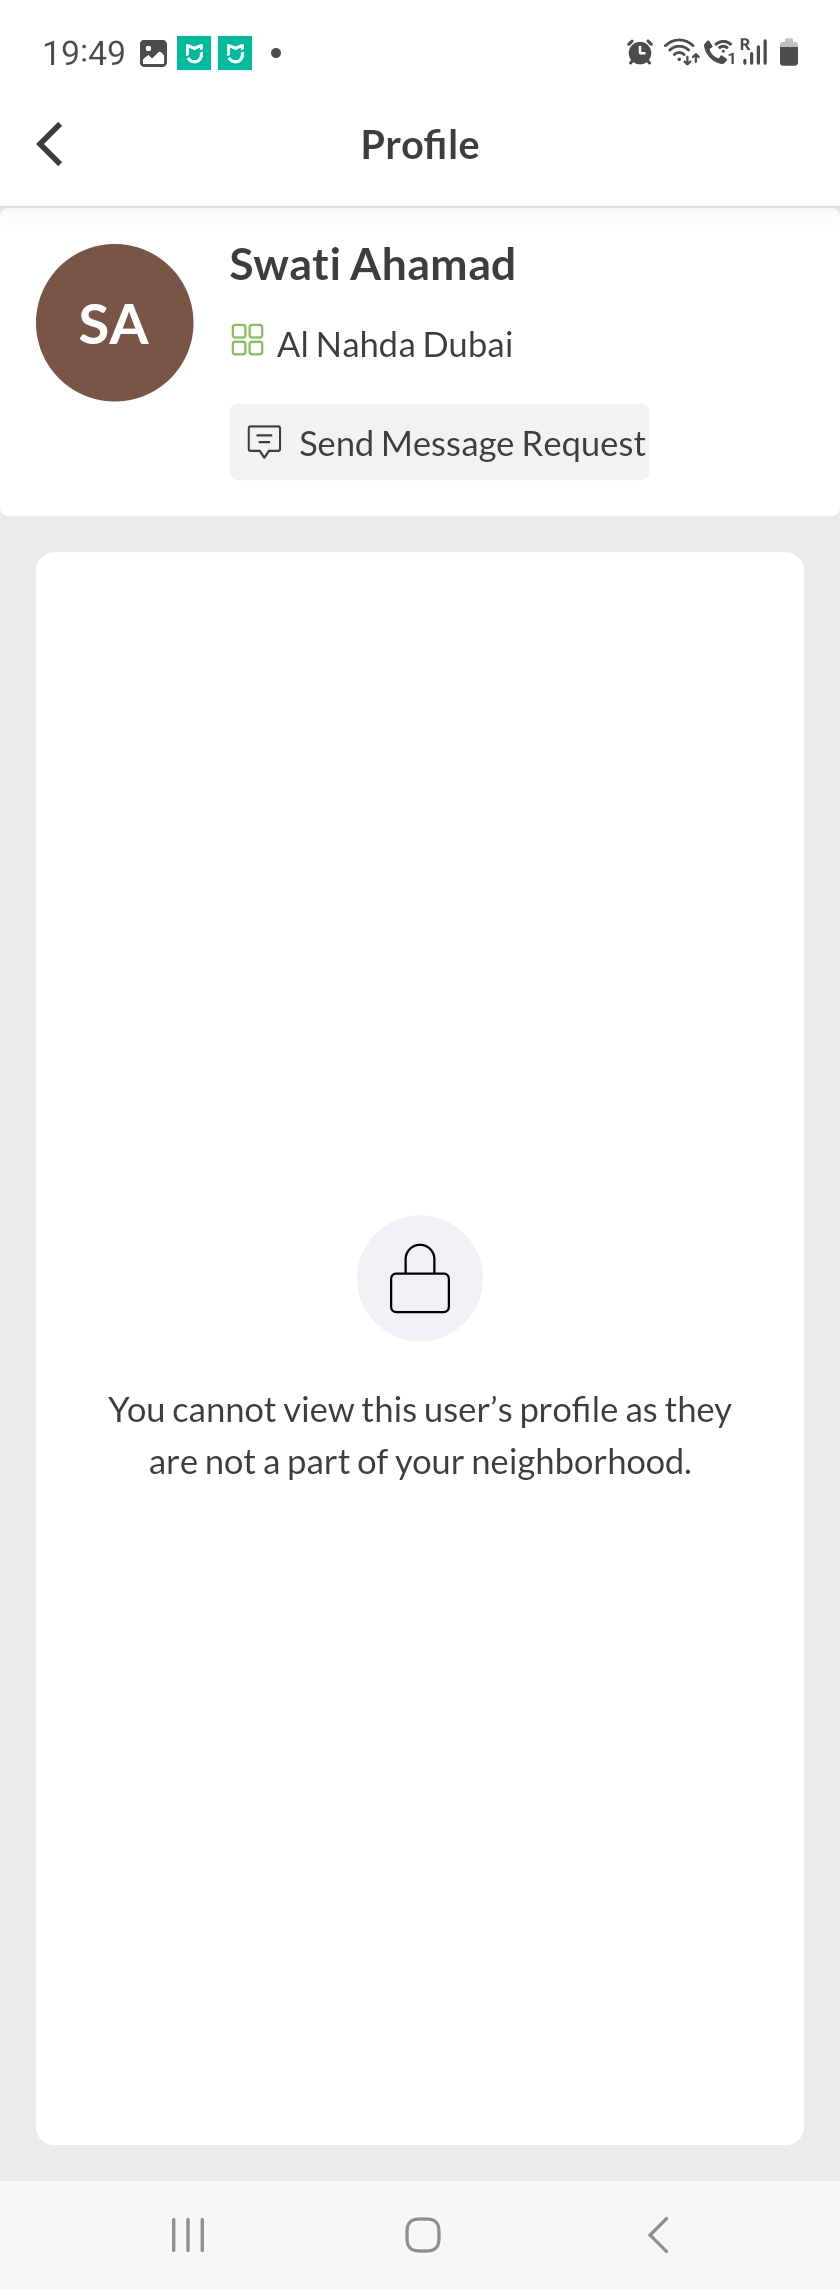 19:49
R
1
Profile
SA
Swati Ahamad
Al Nahda Dubai
Send Message Request
You cannot view this user’s profile as they
are not a part of your neighborhood.